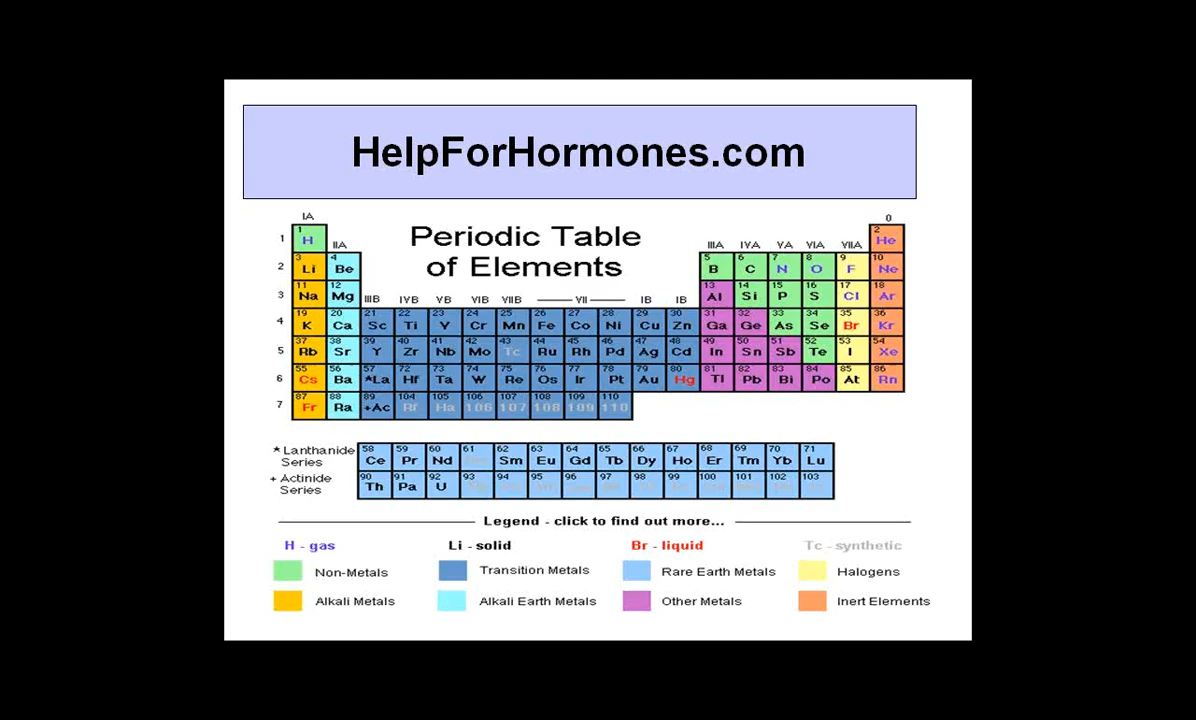 HelpForHormones.com
IA
0
Periodic Table
of Elements
1 H
IIA
IIIA IVA VA VIA VIIA
2 He
1
2
3 Li 4 Be
5 B 6 C 7 N 8 O 9 F 10 Ne
3
11 Na 12 Mg
IIIB IVB VB VIB VIIB VII IB IB
13 Al 14 Si 15 P 16 S 17 Cl 18 Ar
4
19 K 20 Ca 21 Sc 22 Ti 23 V 24 Cr 25 Mn 26 Fe 27 Co 28 Ni 29 Cu 30 Zn 31 Ga 32 Ge 33 As 34 Se 35 Br 36 Kr
5
37 Rb 38 Sr 39 Y 40 Zr 41 Nb 42 Mo 43 Tc 44 Ru 45 Rh 46 Pd 47 Ag 48 Cd 49 In 50 Sn 51 Sb 52 Te 53 I 54 Xe
6
55 Cs 56 Ba 57 *La 72 Hf 73 Ta 74 W 75 Re 76 Os 77 Ir 78 Pt 79 Au 80 Hg 81 Tl 82 Pb 83 Bi 84 Po 85 At 86 Rn
7
87 Fr 88 Ra 89 +Ac 104 Rf 105 Ha 106 106 107 107 108 108 109 109 110 110
* Lanthanide
Series
58 Ce 59 Pr 60 Nd 61 62 Sm 63 Eu 64 Gd 65 Tb 66 Dy 67 Ho 68 Er 69 Tm 70 Yb 71 Lu
+ Actinide
Series
90 Th 91 Pa 92 U 93 94 95 96 97 98 99 100 101 102 103
Legend - click to find out more...
H - gas
Li - solid
Br - liquid
Tc - synthetic
Non-Metals
Transition Metals
Rare Earth Metals
Halogens
Alkali Metals
Alkali Earth Metals
Other Metals
Inert Elements